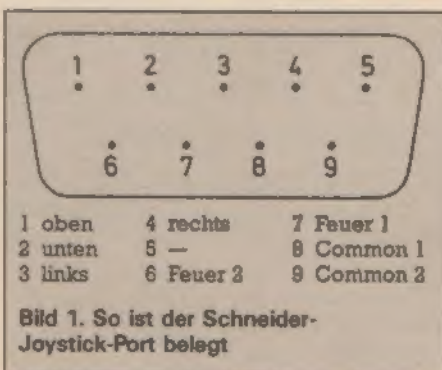 1 2 3 4 5
6 7 8 9
1 oben 4 rechts 7 Feuer 1
2 unten 5 — 8 Common 1
3 links 6 Feuer 2 9 Common 2
Bild 1. So ist der Schneider-
Joystick-Port belegt